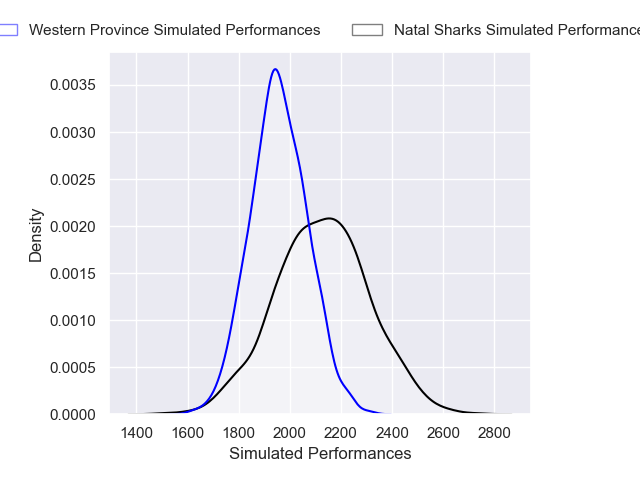 Western Province Simulated Performances Natal Sharks Simulated Performance
0.0035
0.0030
0.0025
0.0020
0.0015
0.0010
0.0005
0.0000
Density
1400 1600 1800 2000 2200 2400 2600 2800
Simulated Performances